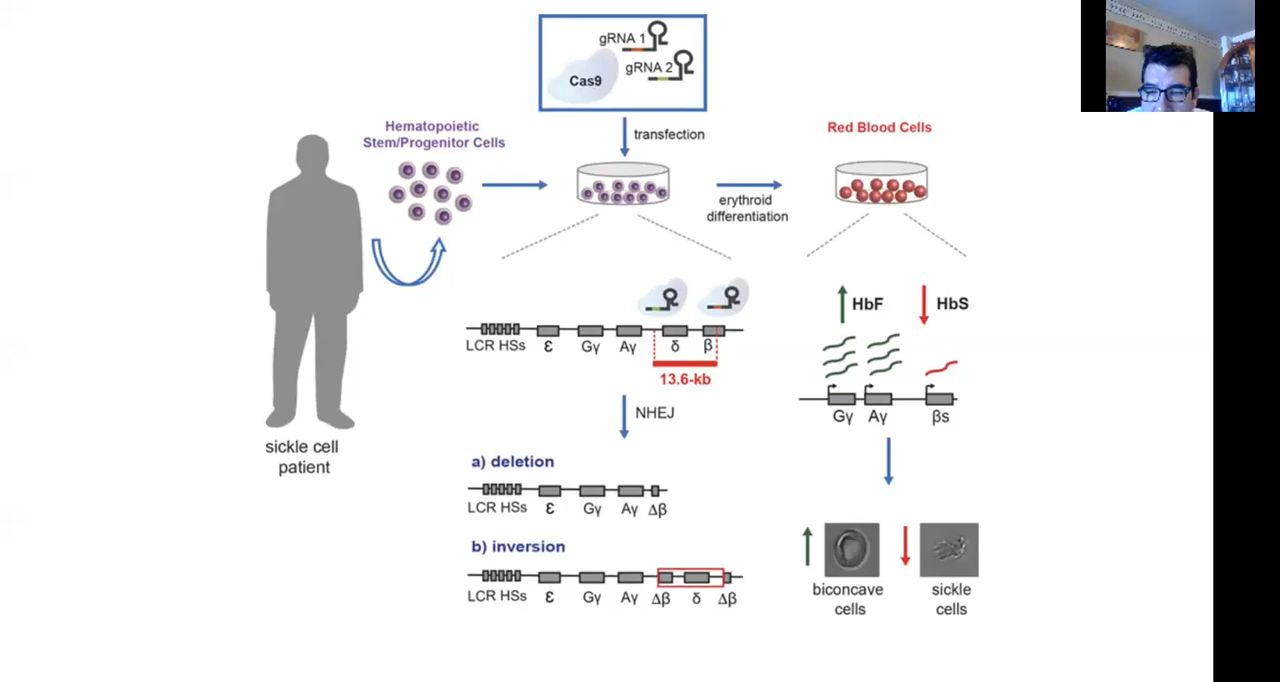 gRNA 1
gRNA 2
Cas9
transfection
Hematopoietic
Stem/Progenitor Cells
Red Blood Cells
erythroid
differentiation
sickle cell
patient
LCR HSs Ɛ Gγ Aγ δ β
13.6-kb
NHEJ
a) deletion
LCR HSs Ɛ Gγ Aγ Δβ
b) inversion
LCR HSs Ɛ Gγ Aγ Δβ δ Δβ
HbF
HbS
Gγ Aγ βs
biconcave
cells
sickle
cells